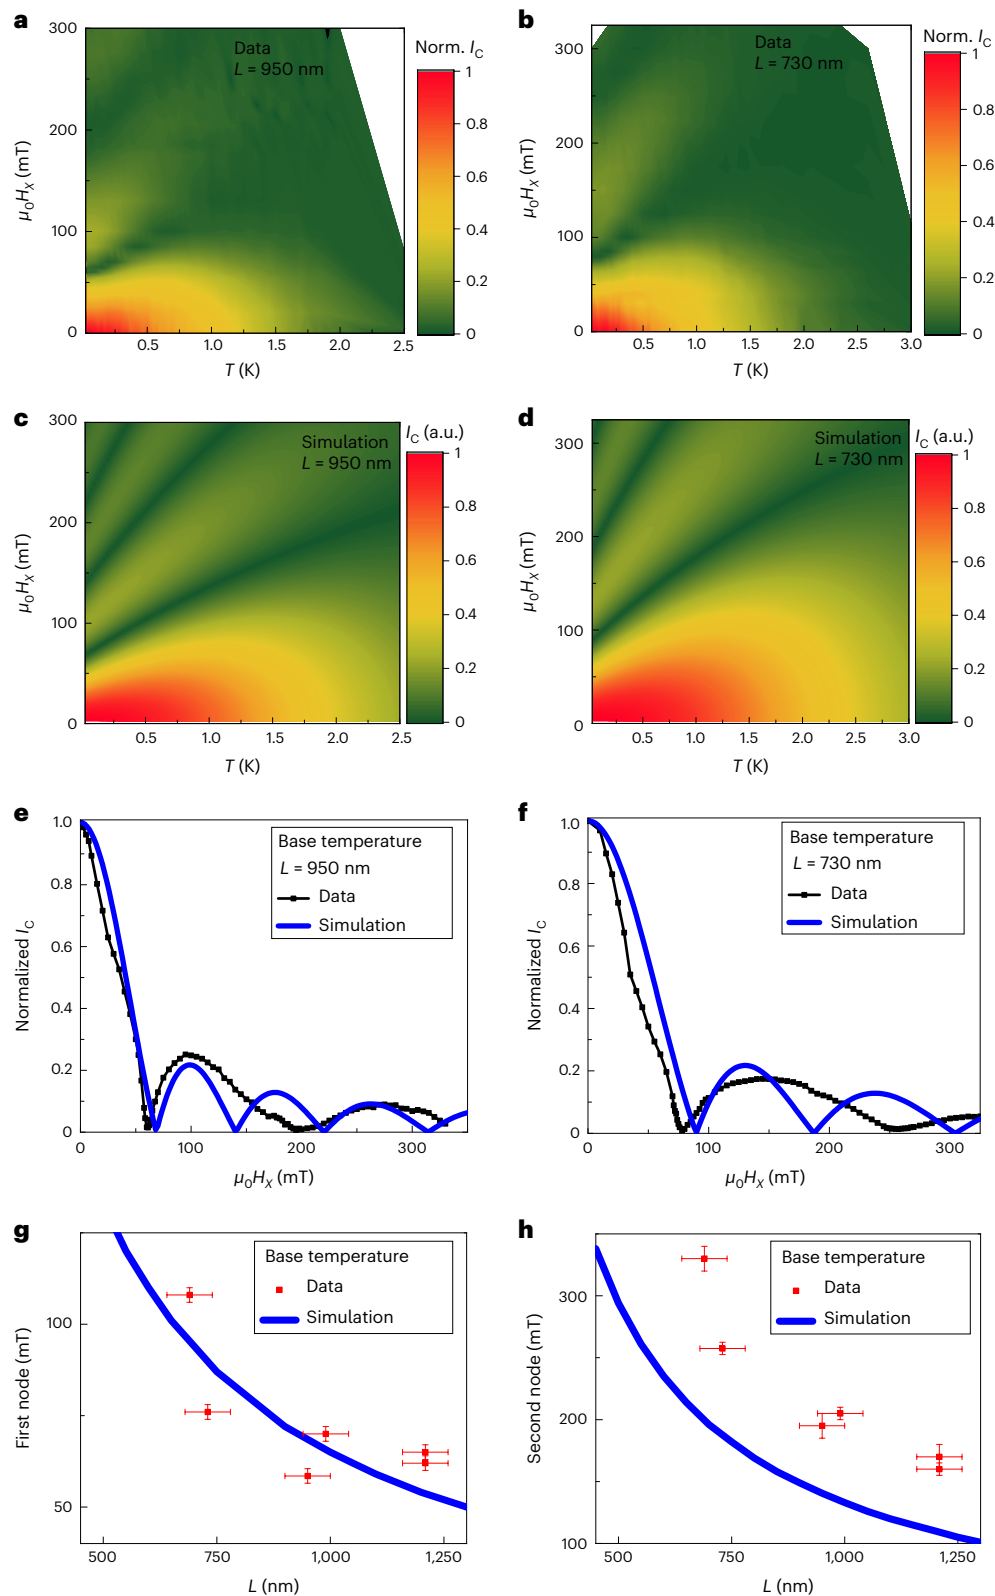 a
Data
L = 950 nm
Norm. I_C
300
200
100
0
μ₀H_X (mT)
0.5
1.0
1.5
2.0
2.5
T (K)
1
0.8
0.6
0.4
0.2
0
b
Data
L = 730 nm
Norm. I_C
300
200
100
0
μ₀H_X (mT)
0.5
1.0
1.5
2.0
2.5
3.0
T (K)
1
0.8
0.6
0.4
0.2
0
c
Simulation
L = 950 nm
I_C (a.u.)
300
200
100
0
μ₀H_X (mT)
0.5
1.0
1.5
2.0
2.5
T (K)
1
0.8
0.6
0.4
0.2
0
d
Simulation
L = 730 nm
I_C (a.u.)
300
200
100
0
μ₀H_X (mT)
0.5
1.0
1.5
2.0
2.5
3.0
T (K)
1
0.8
0.6
0.4
0.2
0
e
Base temperature
L = 950 nm
Data
Simulation
1.0
0.8
0.6
0.4
0.2
0
Normalized I_C
0
100
200
300
μ₀H_X (mT)
f
Base temperature
L = 730 nm
Data
Simulation
1.0
0.8
0.6
0.4
0.2
0
Normalized I_C
0
100
200
300
μ₀H_X (mT)
g
Base temperature
Data
Simulation
100
50
First node (mT)
500
750
1,000
1,250
L (nm)
h
Base temperature
Data
Simulation
300
200
100
Second node (mT)
500
750
1,000
1,250
L (nm)